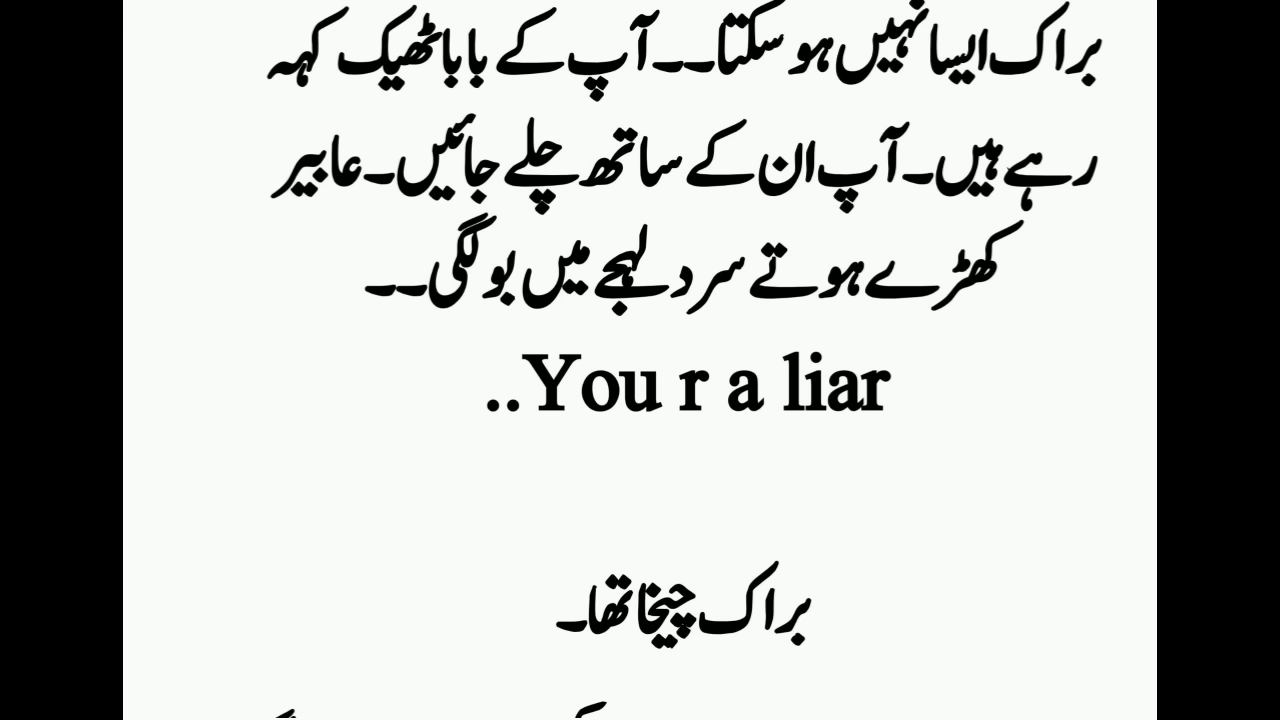 براک ایسا نہیں ہو سکتا۔۔ آپ کے بابا ٹھیک کہہ
رہے ہیں۔ آپ ان کے ساتھ چلے جائیں۔ عابیر
کھڑے ہوتے سرد لہجے میں بولگی۔۔
..You r a liar
براک چیخا تھا۔